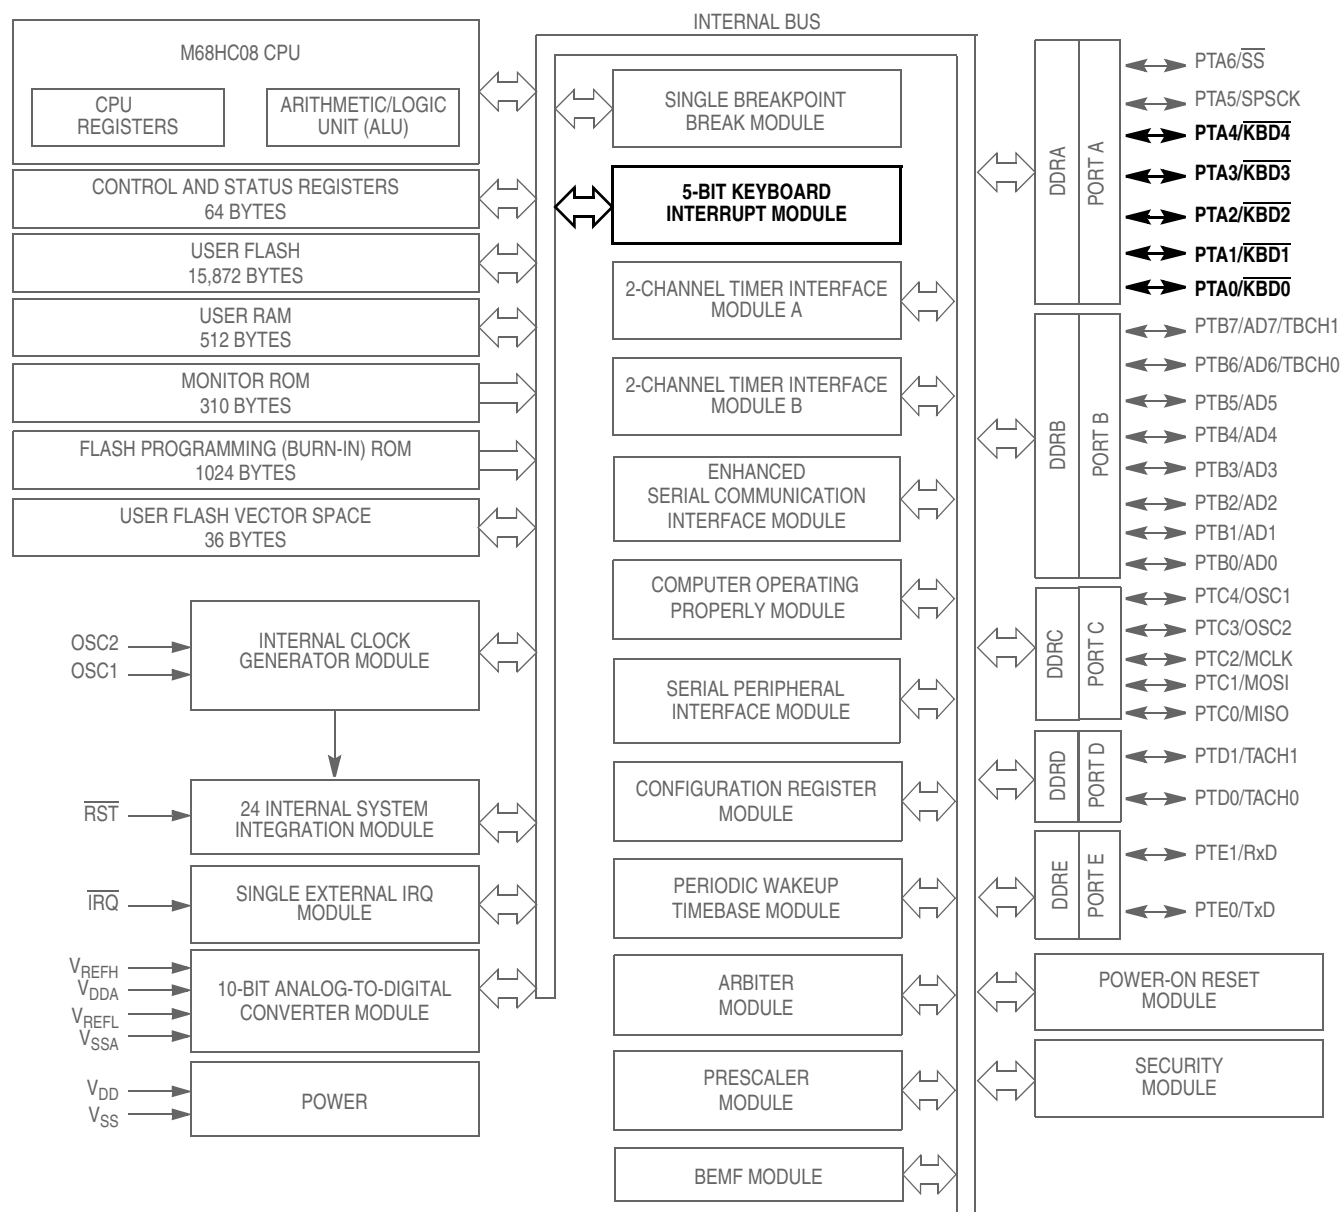 INTERNAL BUS
M68HC08 CPU
CPU
REGISTERS
ARITHMETIC/LOGIC
UNIT (ALU)
CONTROL AND STATUS REGISTERS
64 BYTES
USER FLASH
15,872 BYTES
USER RAM
512 BYTES
MONITOR ROM
310 BYTES
FLASH PROGRAMMING (BURN-IN) ROM
1024 BYTES
USER FLASH VECTOR SPACE
36 BYTES
OSC2
OSC1
INTERNAL CLOCK
GENERATOR MODULE
RST
24 INTERNAL SYSTEM
INTEGRATION MODULE
IRQ
SINGLE EXTERNAL IRQ
MODULE
VREFH
VDDA
VREFL
VSSA
10-BIT ANALOG-TO-DIGITAL
CONVERTER MODULE
VDD
VSS
POWER
SINGLE BREAKPOINT
BREAK MODULE
5-BIT KEYBOARD
INTERRUPT MODULE
2-CHANNEL TIMER INTERFACE
MODULE A
2-CHANNEL TIMER INTERFACE
MODULE B
ENHANCED
SERIAL COMMUNICATION
INTERFACE MODULE
COMPUTER OPERATING
PROPERLY MODULE
SERIAL PERIPHERAL
INTERFACE MODULE
CONFIGURATION REGISTER
MODULE
PERIODIC WAKEUP
TIMEBASE MODULE
ARBITER
MODULE
PRESCALER
MODULE
BEMF MODULE
DDRA
PORT A
PTA6/SS
PTA5/SPSCK
PTA4/KBD4
PTA3/KBD3
PTA2/KBD2
PTA1/KBD1
PTA0/KBD0
DDRB
PORT B
PTB7/AD7/TBCH1
PTB6/AD6/TBCH0
PTB5/AD5
PTB4/AD4
PTB3/AD3
PTB2/AD2
PTB1/AD1
PTB0/AD0
DDRC
PORT C
PTC4/OSC1
PTC3/OSC2
PTC2/MCLK
PTC1/MOSI
PTC0/MISO
DDRD
PORT D
PTD1/TACH1
PTD0/TACH0
DDRE
PORT E
PTE1/RxD
PTE0/TxD
POWER-ON RESET
MODULE
SECURITY
MODULE